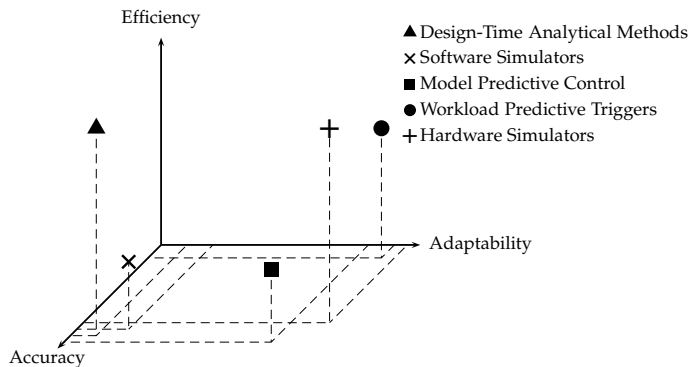 Efficiency
Design-Time Analytical Methods
Software Simulators
Model Predictive Control
Workload Predictive Triggers
Hardware Simulators
Adaptability
Accuracy